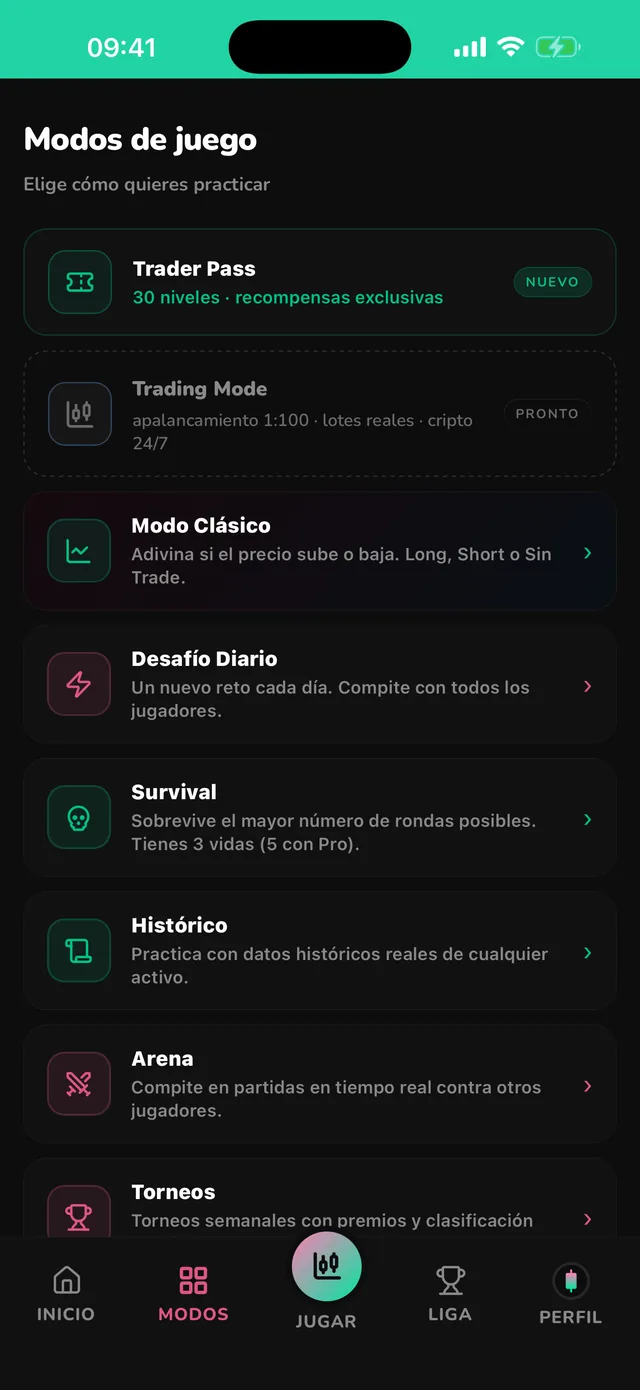 09:41
Modos de juego
Elige cómo quieres practicar
Trader Pass
30 niveles · recompensas exclusivas
NUEVO
Trading Mode
apalancamiento 1:100 · lotes reales · cripto
24/7
PRONTO
Modo Clásico
Adivina si el precio sube o baja. Long, Short o Sin
Trade.
Desafío Diario
Un nuevo reto cada día. Compite con todos los
jugadores.
Survival
Sobrevive el mayor número de rondas posibles.
Tienes 3 vidas (5 con Pro).
Histórico
Practica con datos históricos reales de cualquier
activo.
Arena
Compite en partidas en tiempo real contra otros
jugadores.
Torneos
Torneos semanales con premios y clasificación
INICIO
MODOS
JUGAR
LIGA
PERFIL